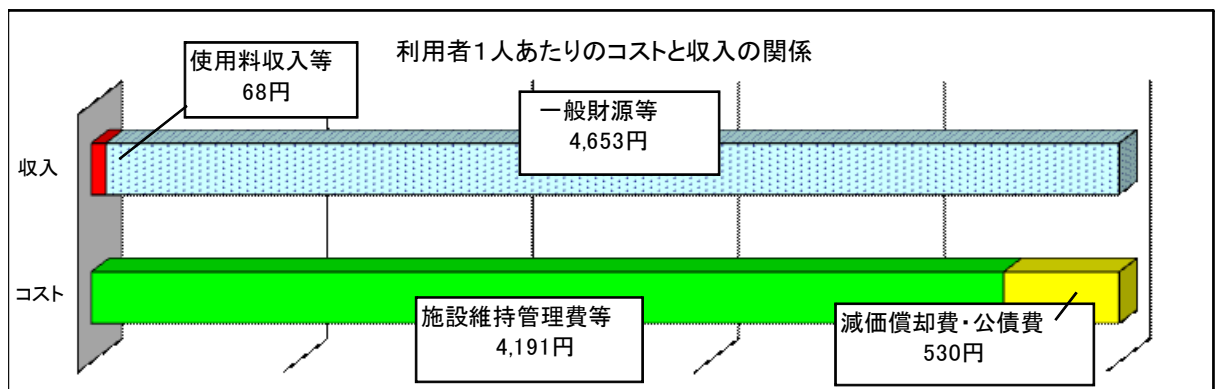 利用者１人あたりのコストと収入の関係
使用料収入等
68円
一般財源等
4,653円
収入
コスト
施設維持管理費等
4,191円
減価償却費・公債費
530円